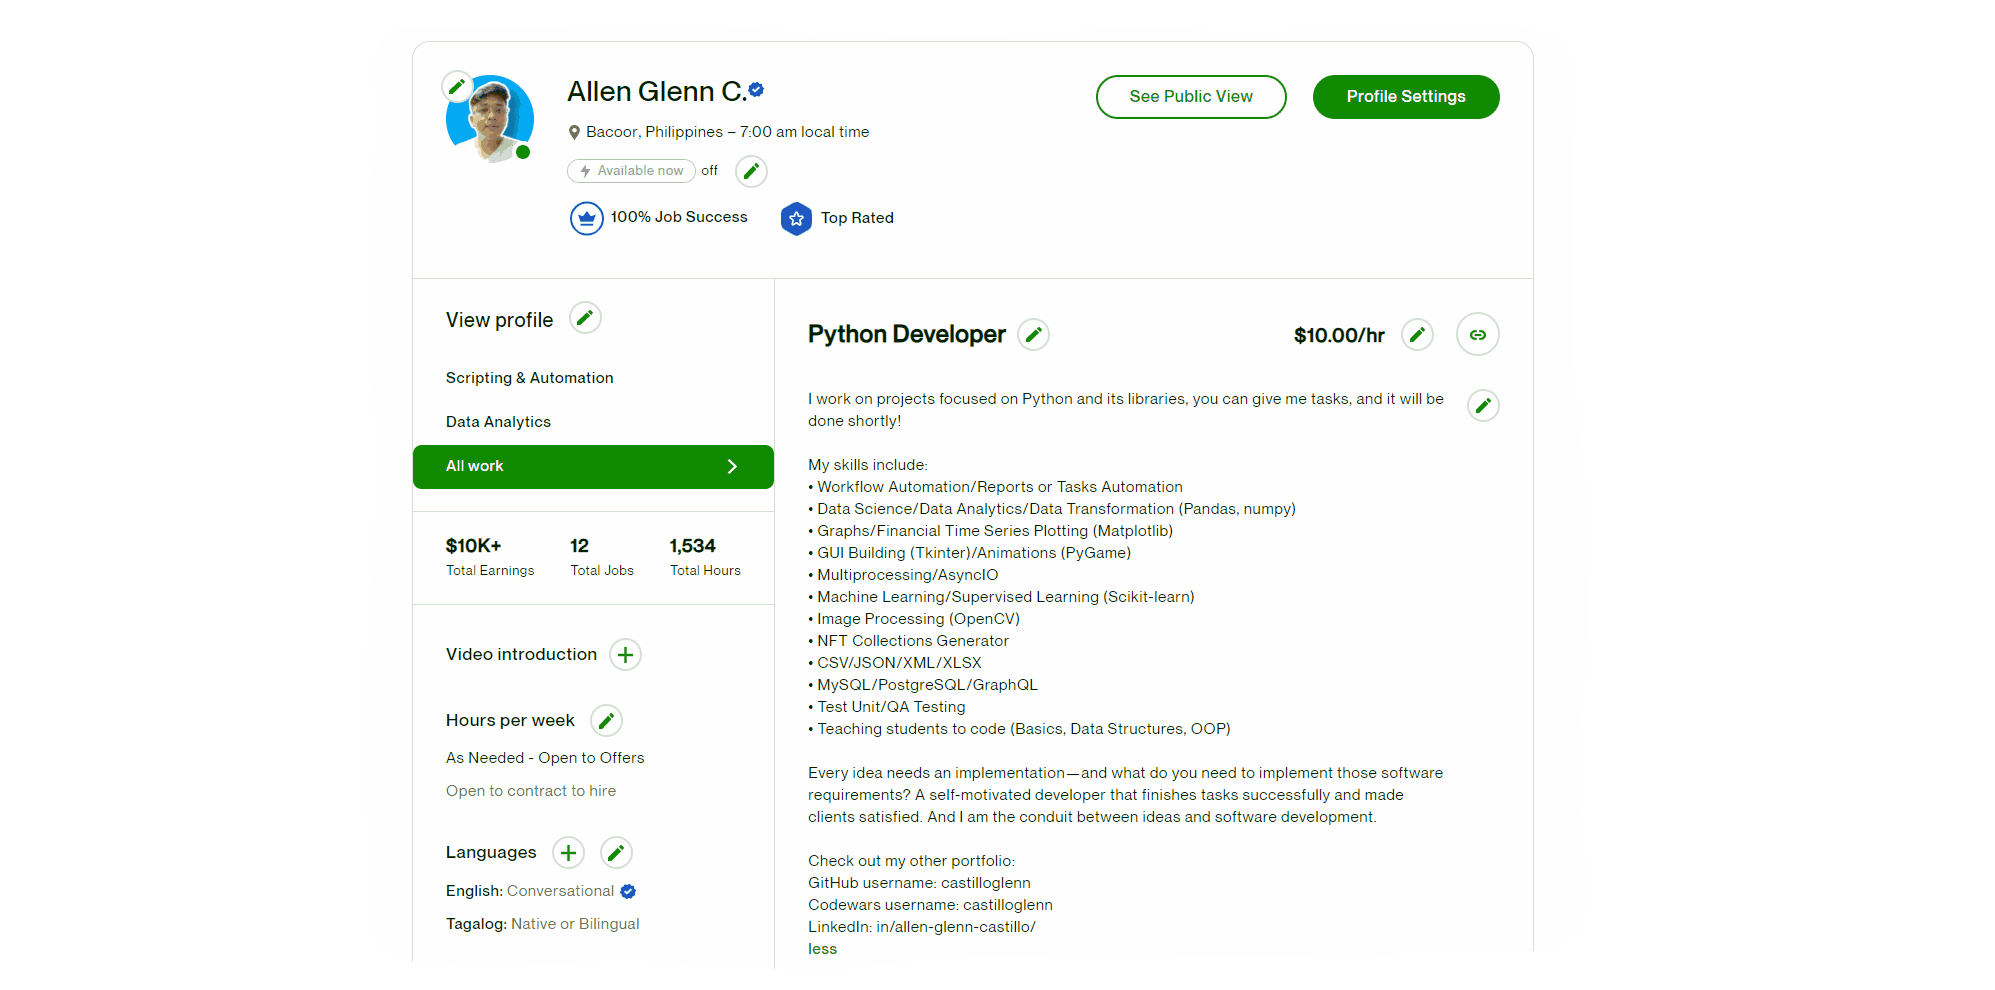 Allen Glenn C.
Bacoor, Philippines – 7:00 am local time
Available now off
100% Job Success
Top Rated
See Public View
Profile Settings
View profile
Scripting & Automation
Data Analytics
All work
$10K+ 12 1,534
Total Earnings Total Jobs Total Hours
Video introduction
Hours per week
As Needed - Open to Offers
Open to contract to hire
Languages
English: Conversational
Tagalog: Native or Bilingual
Python Developer
$10.00/hr
I work on projects focused on Python and its libraries, you can give me tasks, and it will be
done shortly!
My skills include:
• Workflow Automation/Reports or Tasks Automation
• Data Science/Data Analytics/Data Transformation (Pandas, numpy)
• Graphs/Financial Time Series Plotting (Matplotlib)
• GUI Building (Tkinter)/Animations (PyGame)
• Multiprocessing/AsyncIO
• Machine Learning/Supervised Learning (Scikit-learn)
• Image Processing (OpenCV)
• NFT Collections Generator
• CSV/JSON/XML/XLSX
• MySQL/PostgreSQL/GraphQL
• Test Unit/QA Testing
• Teaching students to code (Basics, Data Structures, OOP)
Every idea needs an implementation—and what do you need to implement those software
requirements? A self-motivated developer that finishes tasks successfully and made
clients satisfied. And I am the conduit between ideas and software development.
Check out my other portfolio:
GitHub username: castilloglenn
Codewars username: castilloglenn
LinkedIn: in/allen-glenn-castillo/
less